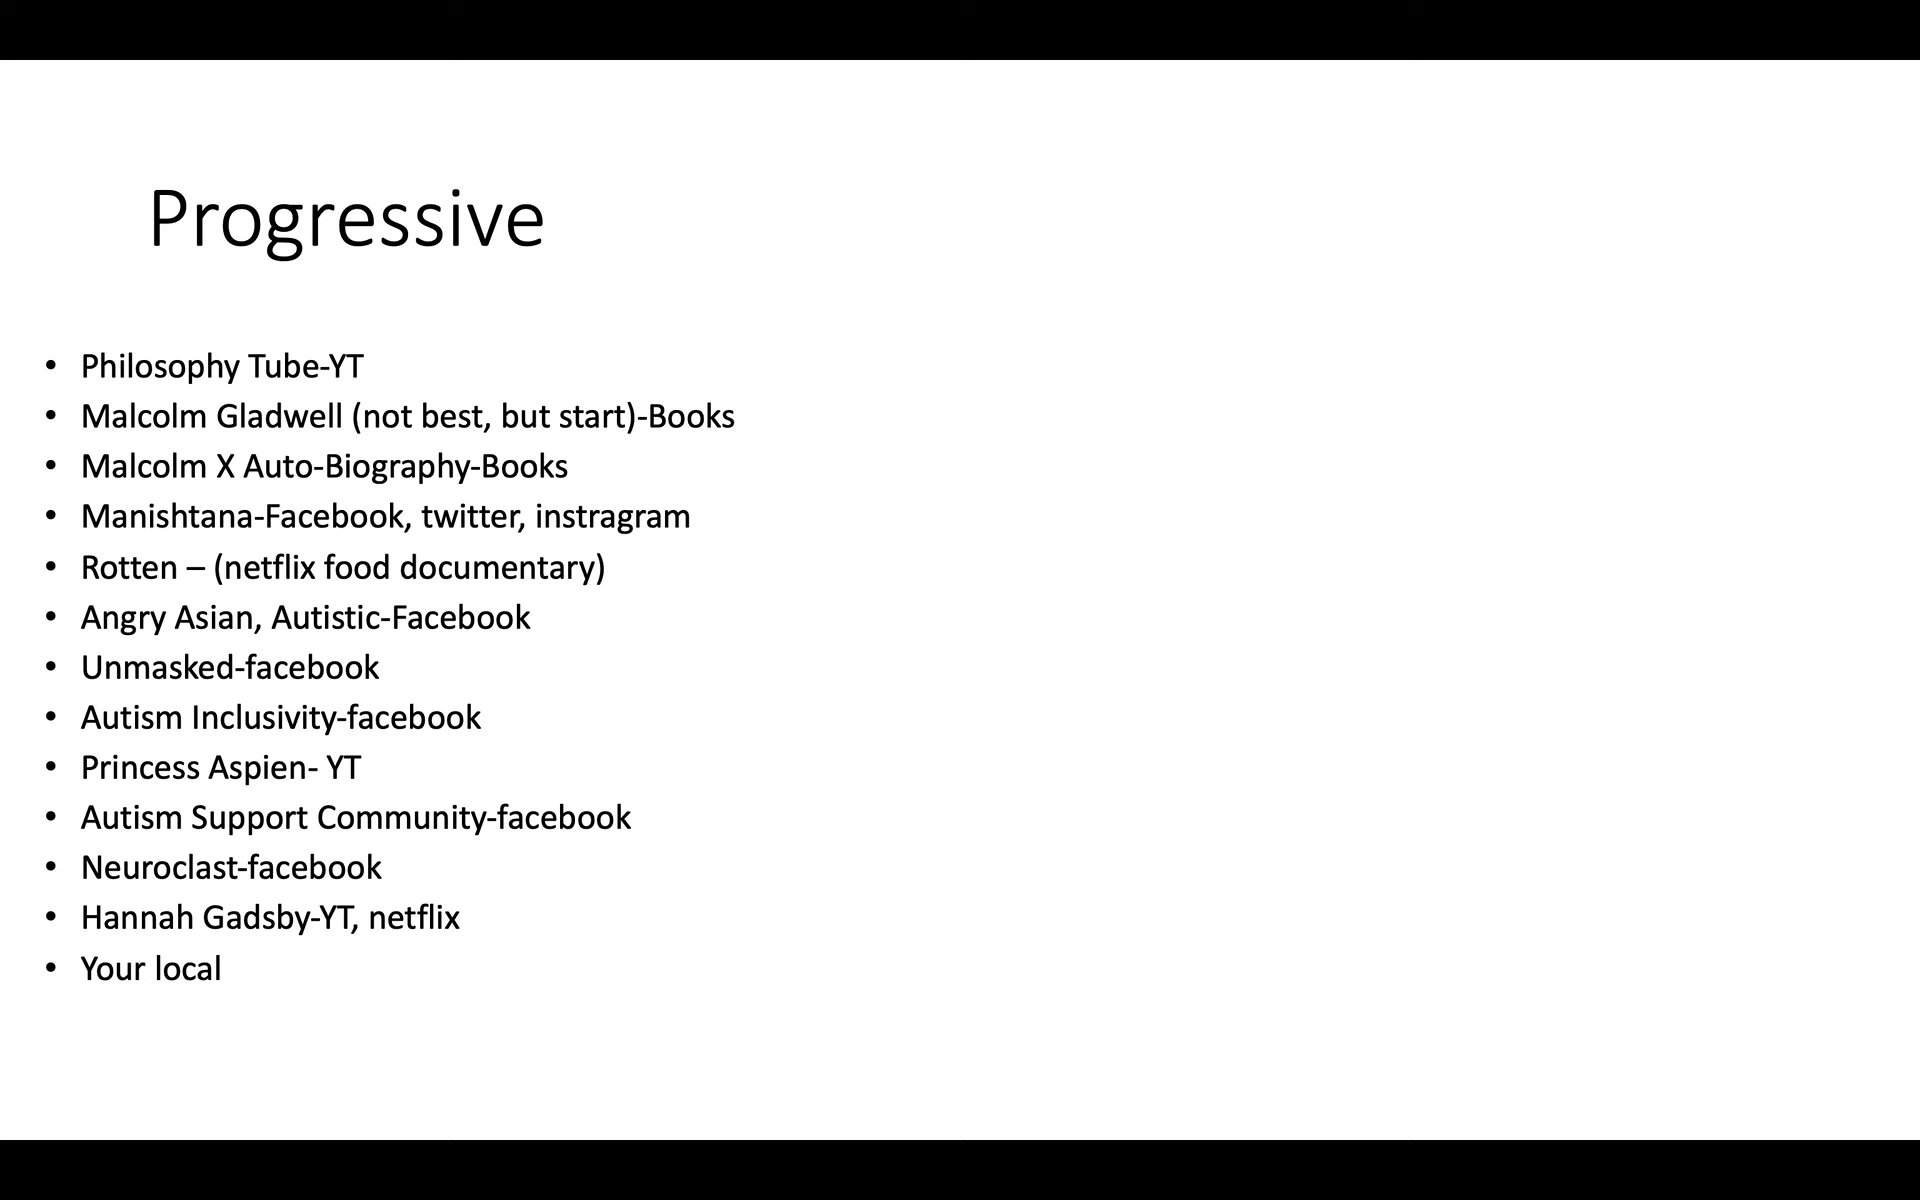 Progressive
• Philosophy Tube-YT
• Malcolm Gladwell (not best, but start)-Books
• Malcolm X Auto-Biography-Books
• Manishtana-Facebook, twitter, instragram
• Rotten – (netflix food documentary)
• Angry Asian, Autistic-Facebook
• Unmasked-facebook
• Autism Inclusivity-facebook
• Princess Aspien- YT
• Autism Support Community-facebook
• Neuroclast-facebook
• Hannah Gadsby-YT, netflix
• Your local